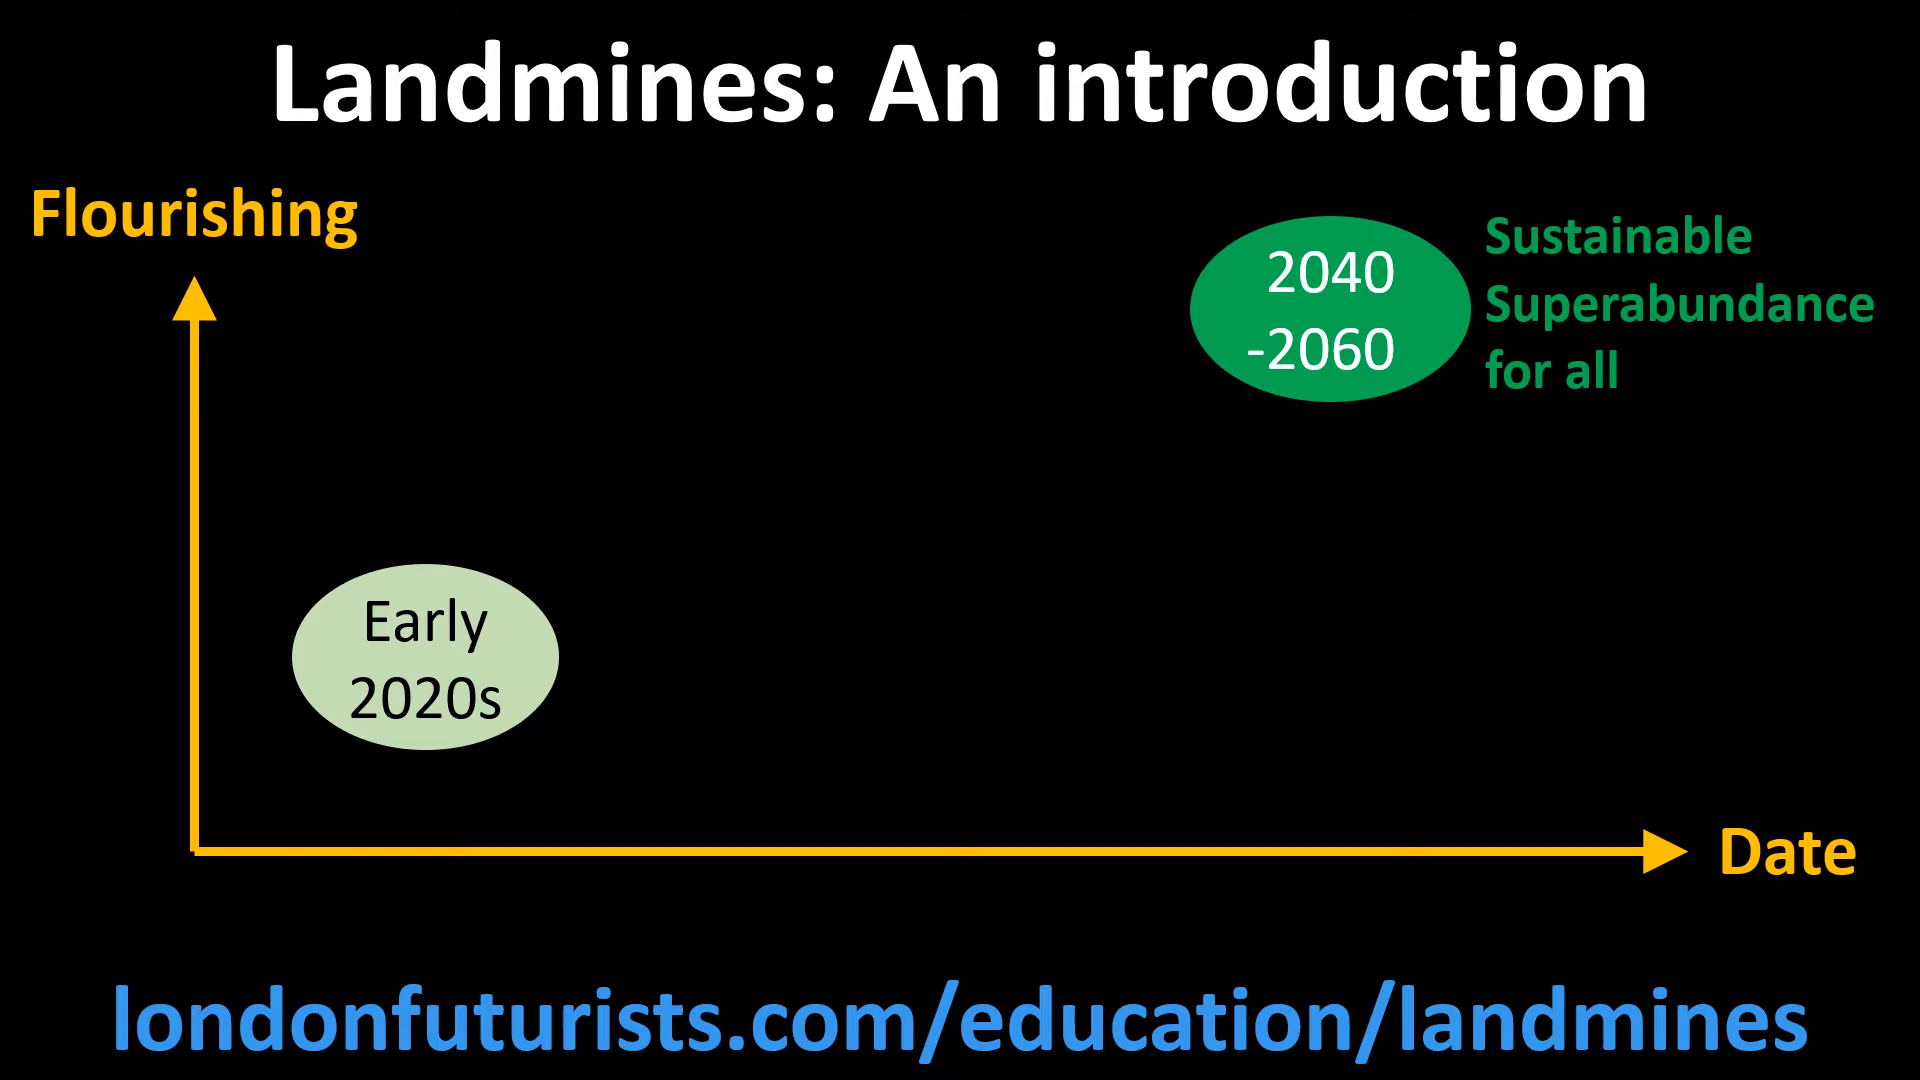 Landmines: An introduction
Flourishing
2040
-2060
Sustainable
Superabundance
for all
Early
2020s
Date
londonfuturists.com/education/landmines